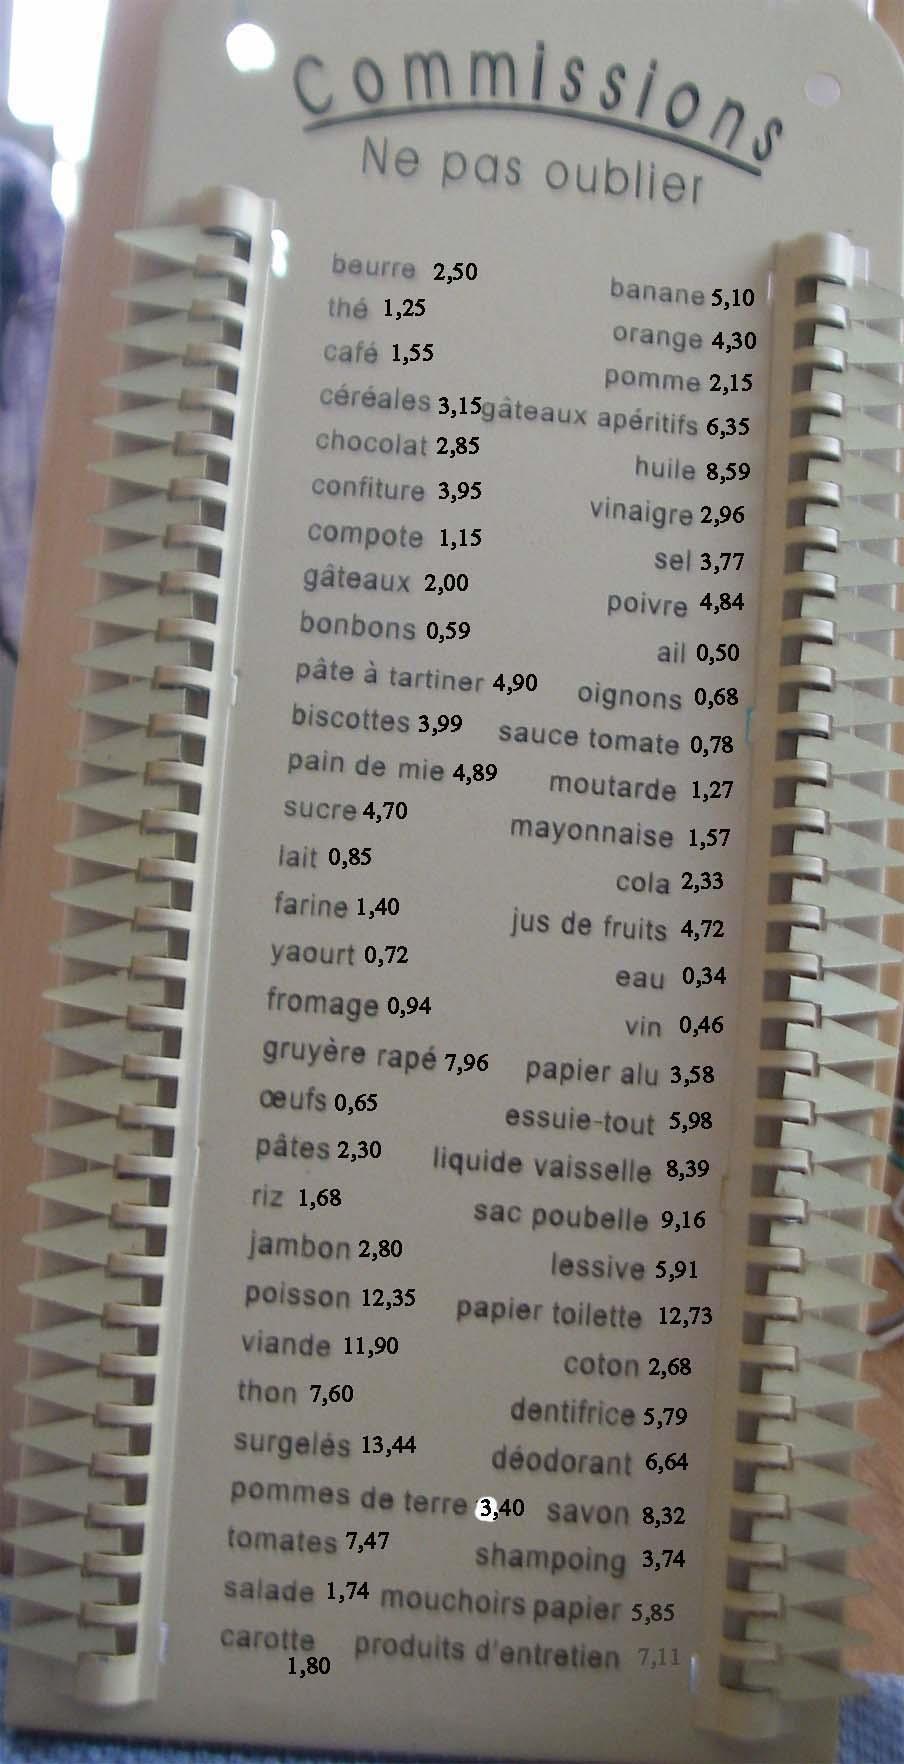 Commissions
Ne pas oublier
beurre 2,50
thé 1,25
café 1,55
céréales 3,15
chocolat 2,85
confiture 3,95
compote 1,15
gâteaux 2,00
bonbons 0,59
pâte à tartiner 4,90
biscottes 3,99
pain de mie 4,89
sucre 4,70
lait 0,85
farine 1,40
yaourt 0,72
fromage 0,94
gruyère rapé 7,96
œufs 0,65
pâtes 2,30
riz 1,68
jambon 2,80
poisson 12,35
viande 11,90
thon 7,60
surgelés 13,44
pommes de terre 3,40
tomates 7,47
salade 1,74
carotte
1,80
banane 5,10
orange 4,30
pomme 2,15
gâteaux apéritifs 6,35
huile 8,59
vinaigre 2,96
sel 3,77
poivre 4,84
ail 0,50
oignons 0,68
sauce tomate 0,78
moutarde 1,27
mayonnaise 1,57
cola 2,33
jus de fruits 4,72
eau 0,34
vin 0,46
papier alu 3,58
essuie-tout 5,98
liquide vaisselle 8,39
sac poubelle 9,16
lessive 5,91
papier toilette 12,73
coton 2,68
dentifrice 5,79
déodorant 6,64
savon 8,32
shampoing 3,74
mouchoirs papier 5,85
produits d'entretien 7,11